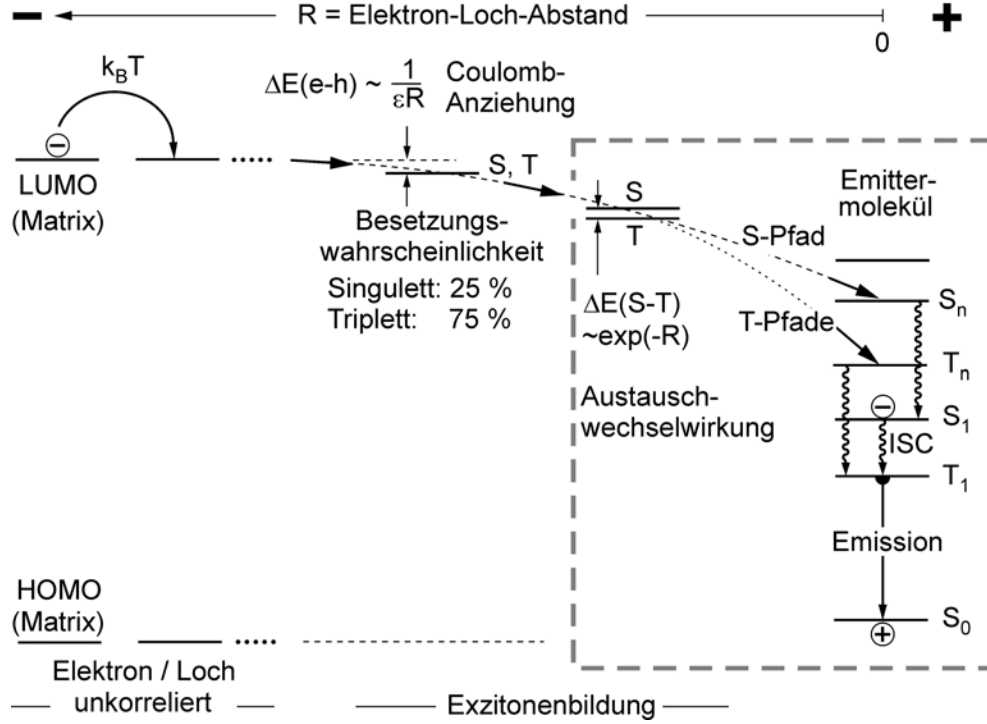 − R = Elektron-Loch-Abstand +
0
k_BT
ΔE(e-h) ~ 1/εR
Coulomb-
Anziehung
−
LUMO
(Matrix)
S, T
Besetzungs-
wahrscheinlichkeit
Singulett: 25 %
Triplett: 75 %
S
T
ΔE(S-T)
~exp(-R)
Austausch-
wechselwirkung
Emitter-
molekül
S-Pfad
T-Pfade
S_n
T_n
−
S_1
ISC
T_1
Emission
S_0
+
HOMO
(Matrix)
Elektron / Loch
unkorreliert
Exzitonenbildung